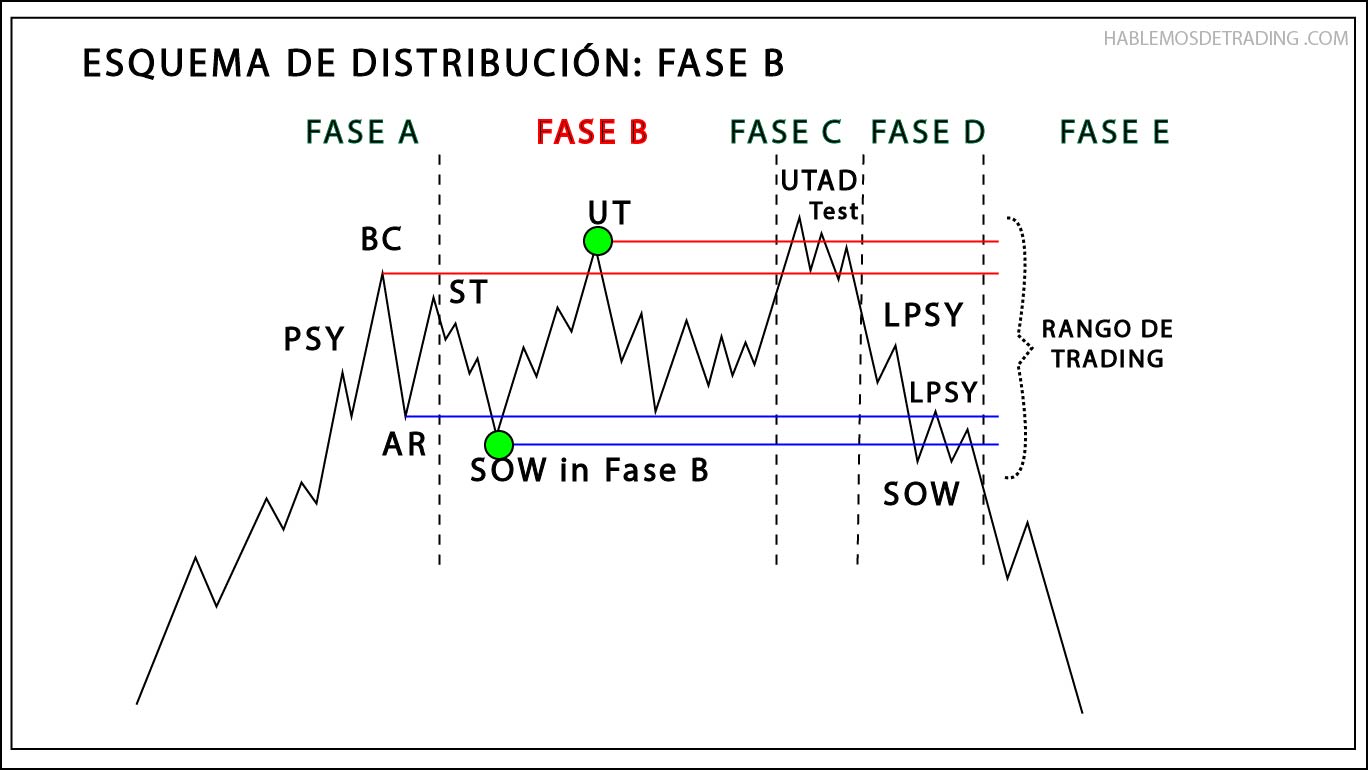 HABLEMOSDETRADING .COM
ESQUEMA DE DISTRIBUCIÓN: FASE B
FASE A
FASE B
FASE C
FASE D
FASE E
UTAD
Test
UT
BC
ST
PSY
LPSY
RANGO DE
TRADING
LPSY
AR
SOW in Fase B
SOW